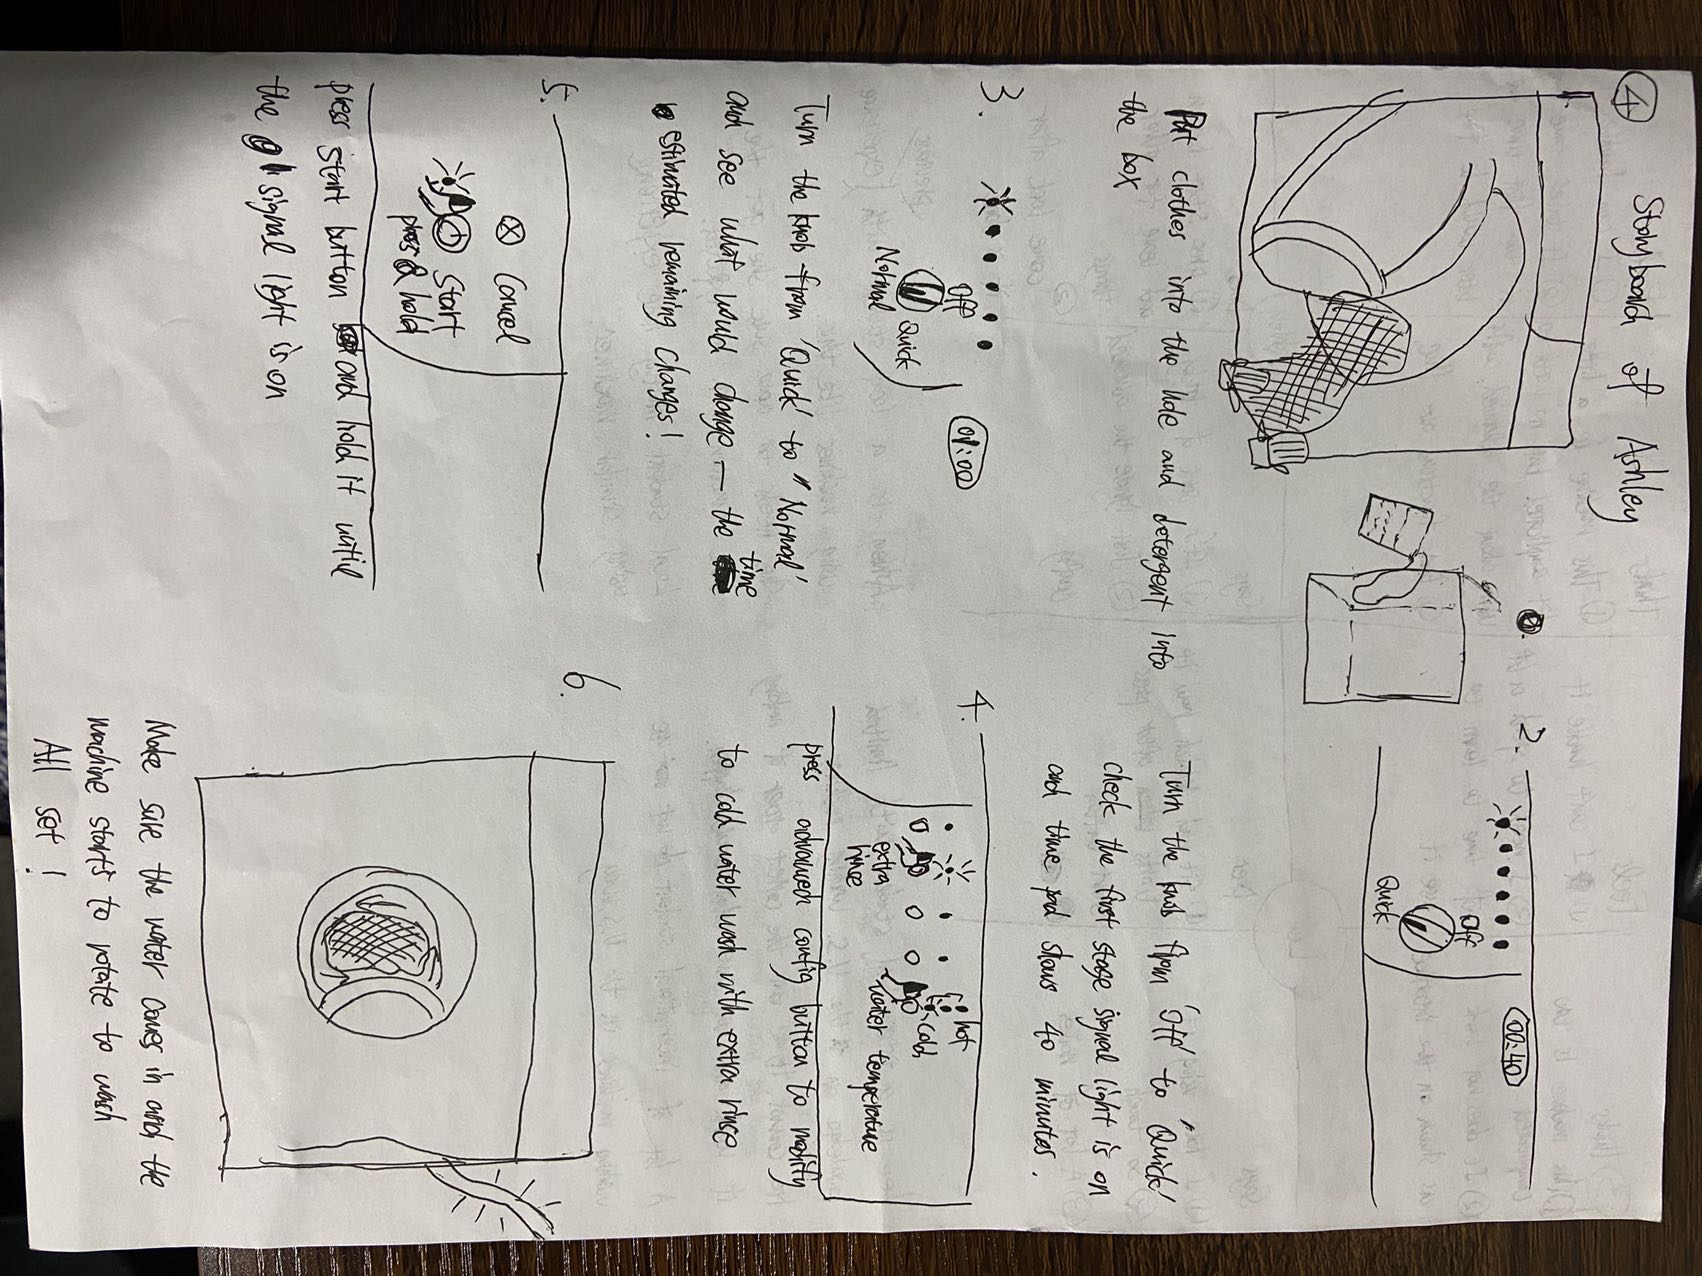 ④ Storyboard of Ashley
1.
Put clothes into the hole and detergent into
the box
2.
00:40
Off
Quick
Turn the knob from 'Off' to "Quick'
check the first stage signal light is on
and time pad shows 40 minutes.
3.
01:00
Off
Normal Quick
Turn the knob from 'Quick' to "Normal'
and see what would change — the time
estimated remaining changes!
4.
hot
cold
extra
rince
water temperature
press advanced config button to modify
to cold water wash with extra rinse
5.
Cancel
Start
press & hold
press start button and hold it until
the signal light is on
6.
Make sure the water comes in and the
machine starts to rotate to wash
All set!